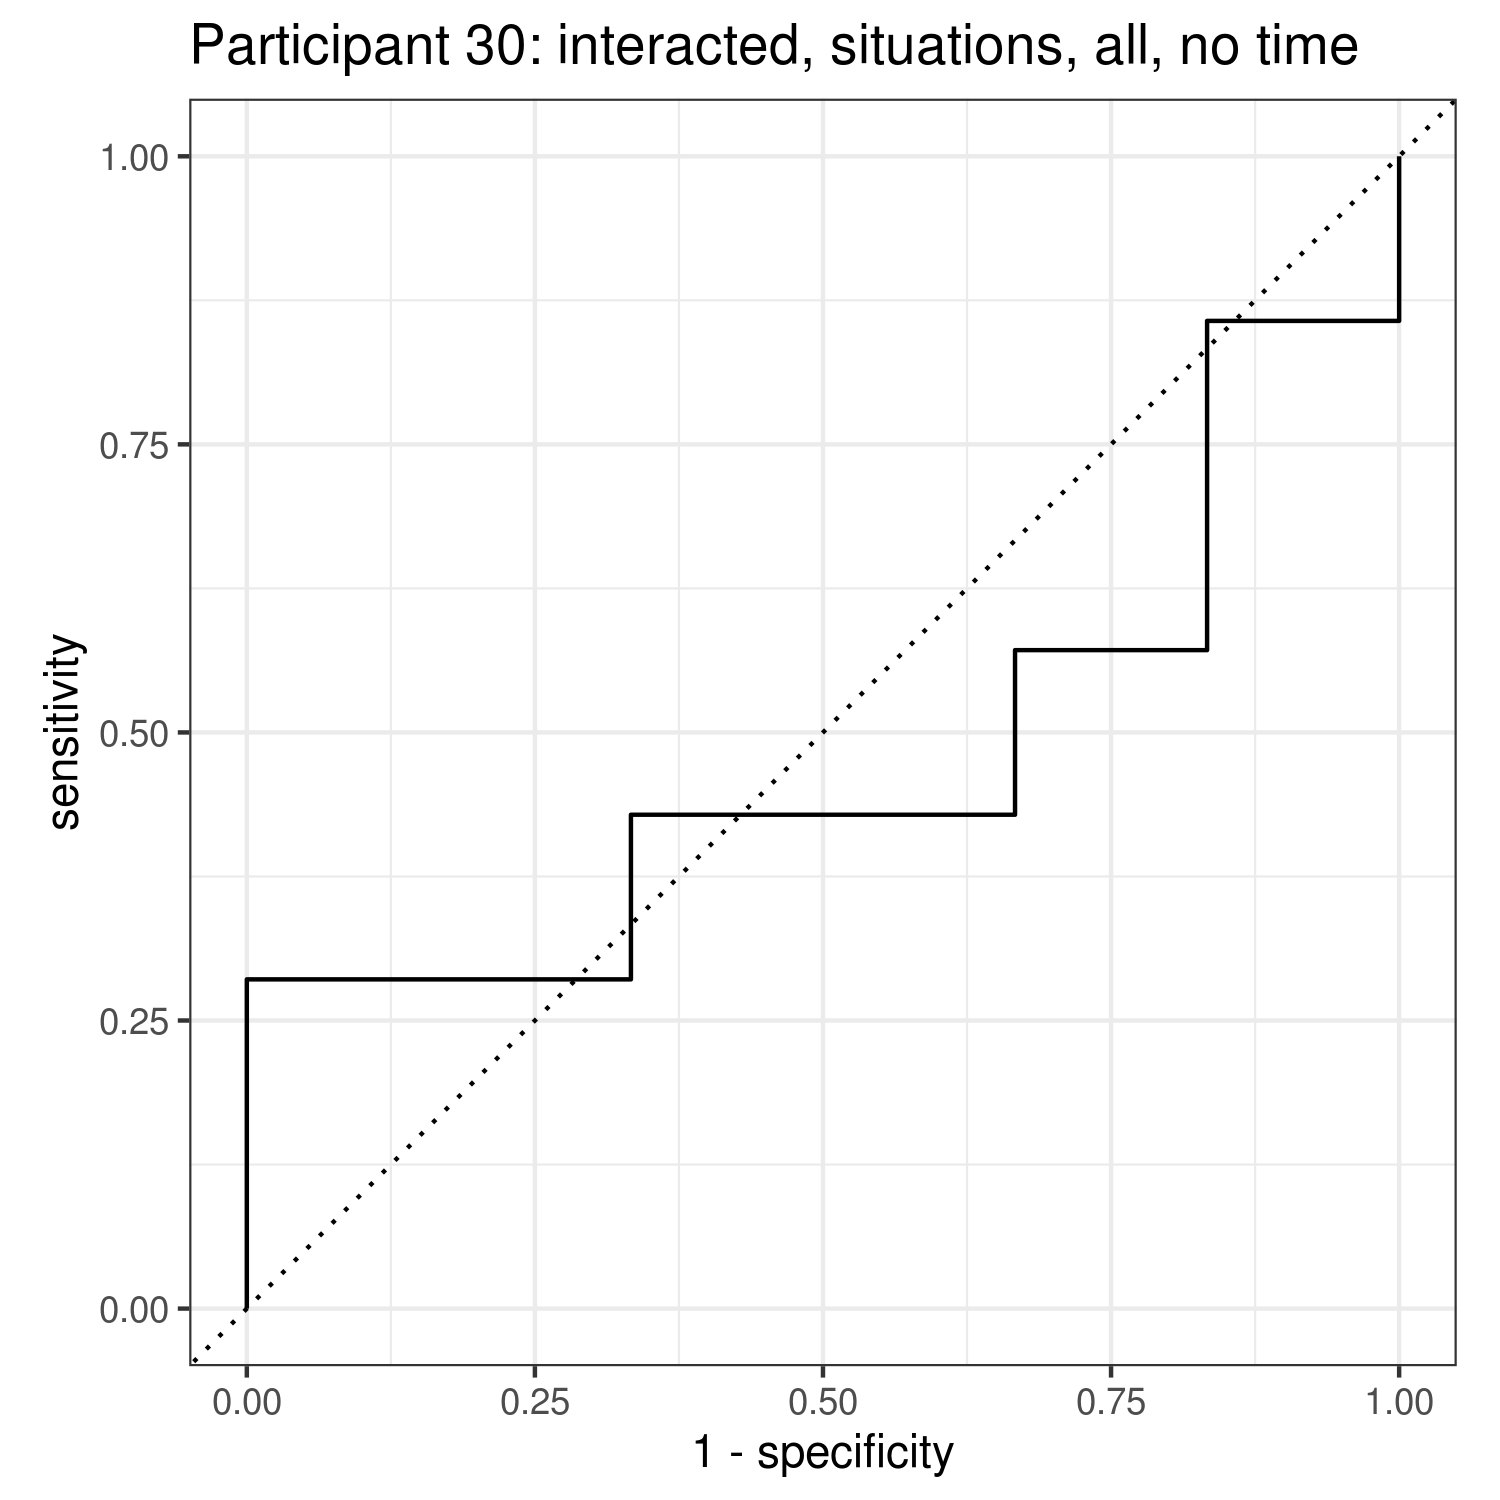 Participant 30: interacted, situations, all, no time
1.00
0.75
0.50
0.25
0.00
sensitivity
0.00 0.25 0.50 0.75 1.00
1 - specificity